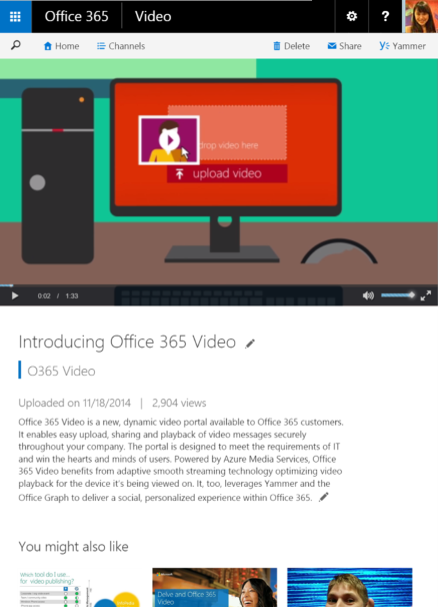 Office 365 Video
Home Channels Delete Share Yammer
drop video here
upload video
0:02 / 1:33
Introducing Office 365 Video
O365 Video
Uploaded on 11/18/2014 | 2,904 views
Office 365 Video is a new, dynamic video portal available to Office 365 customers.
It enables easy upload, sharing and playback of video messages securely
throughout your company. The portal is designed to meet the requirements of IT
and win the hearts and minds of users. Powered by Azure Media Services, Office
365 Video benefits from adaptive smooth streaming technology optimizing video
playback for the device it's being viewed on. It, too, leverages Yammer and the
Office Graph to deliver a social, personalized experience within Office 365.
You might also like
Which tool do I use...
for video publishing?
Delve and Office 365
Video